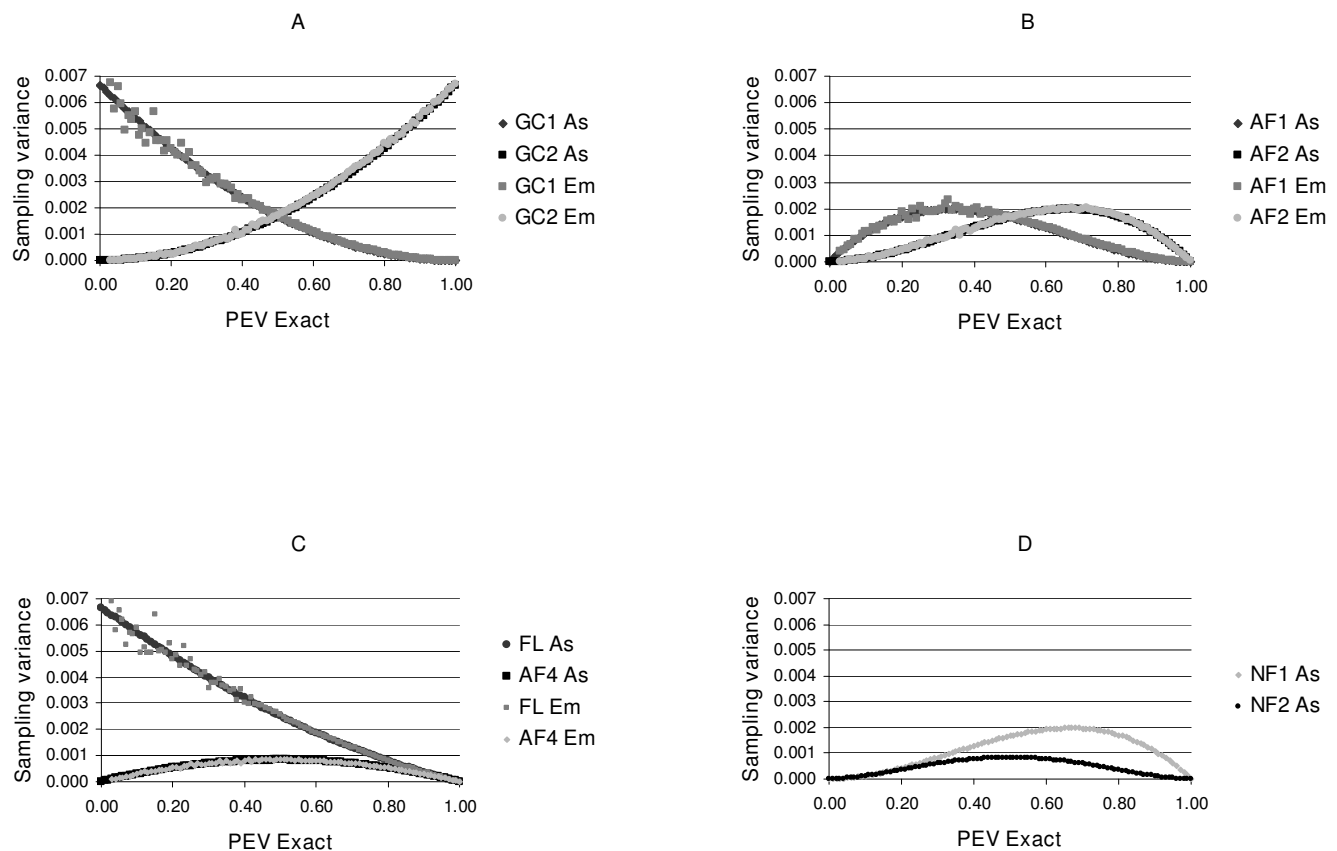 A
Sampling variance
0.007
0.006
0.005
0.004
0.003
0.002
0.001
0.000
0.00 0.20 0.40 0.60 0.80 1.00
PEV Exact
GC1 As
GC2 As
GC1 Em
GC2 Em
B
Sampling variance
0.007
0.006
0.005
0.004
0.003
0.002
0.001
0.000
0.00 0.20 0.40 0.60 0.80 1.00
PEV Exact
AF1 As
AF2 As
AF1 Em
AF2 Em
C
Sampling variance
0.007
0.006
0.005
0.004
0.003
0.002
0.001
0.000
0.00 0.20 0.40 0.60 0.80 1.00
PEV Exact
FL As
AF4 As
FL Em
AF4 Em
D
Sampling variance
0.007
0.006
0.005
0.004
0.003
0.002
0.001
0.000
0.00 0.20 0.40 0.60 0.80 1.00
PEV Exact
NF1 As
NF2 As